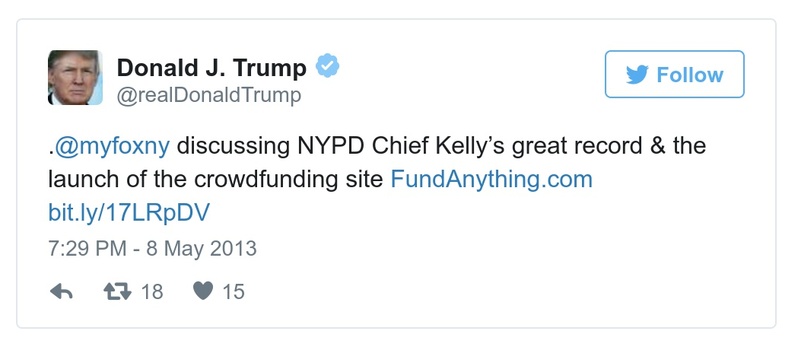 Donald J. Trump
@realDonaldTrump
Follow
.@myfoxny discussing NYPD Chief Kelly’s great record & the
launch of the crowdfunding site FundAnything.com
bit.ly/17LRpDV
7:29 PM - 8 May 2013
18 15